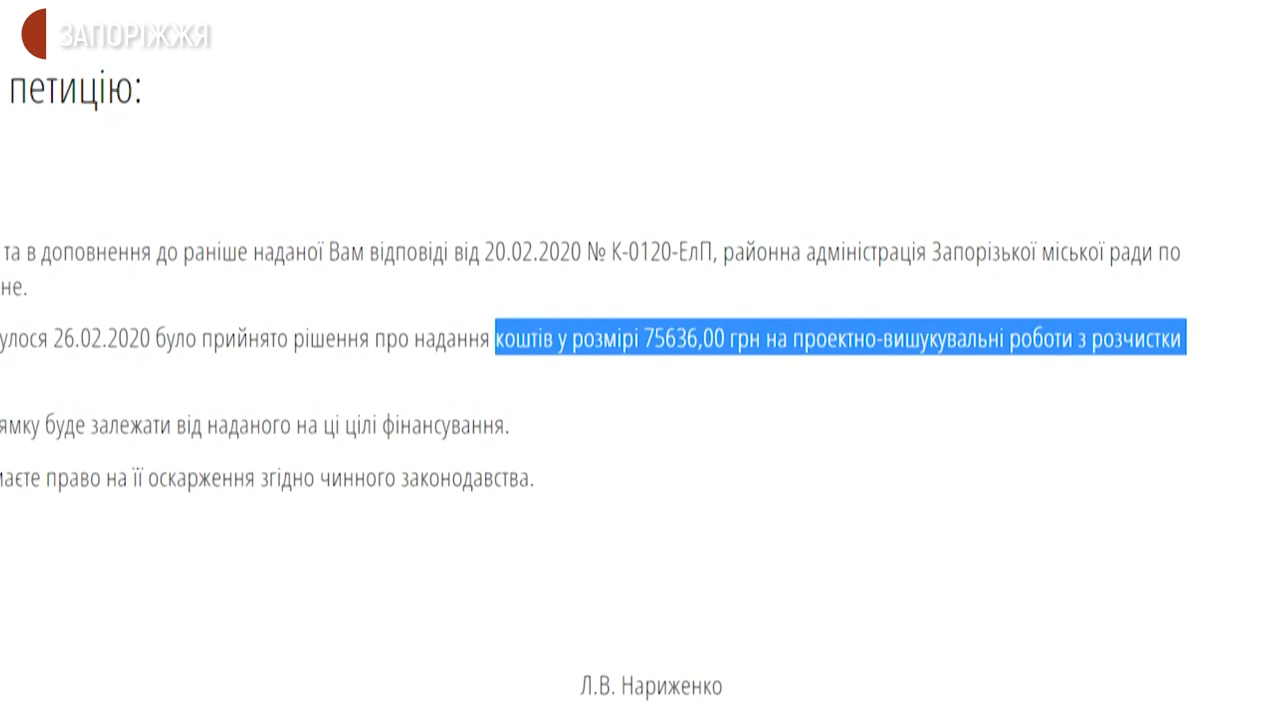 ЗАПОРІЖЖЯ
петицію:
та в доповнення до раніше наданої Вам відповіді від 20.02.2020 № К-0120-ЕлП, районна адміністрація Запорізької міської ради по
не.
улося 26.02.2020 було прийнято рішення про надання коштів у розмірі 75636,00 грн на проектно-вишукувальні роботи з розчистки
ямку буде залежати від наданого на ці цілі фінансування.
маєте право на її оскарження згідно чинного законодавства.
Л.В. Нариженко